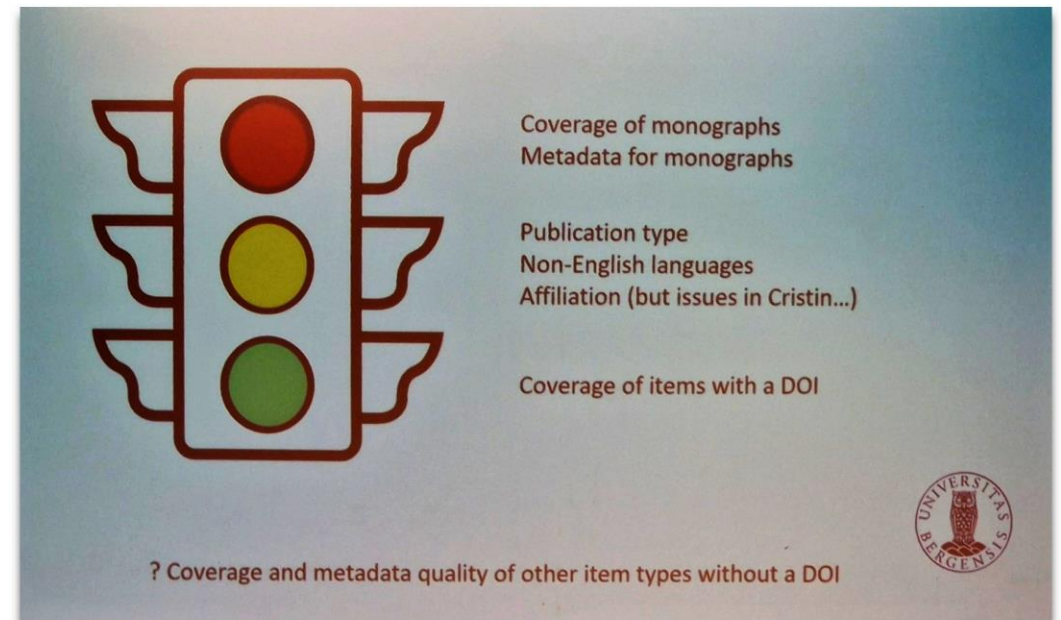 Coverage of monographs
Metadata for monographs
Publication type
Non-English languages
Affiliation (but issues in Cristin...)
Coverage of items with a DOI
UNIVERSITAS
BERGENSIS
? Coverage and metadata quality of other item types without a DOI